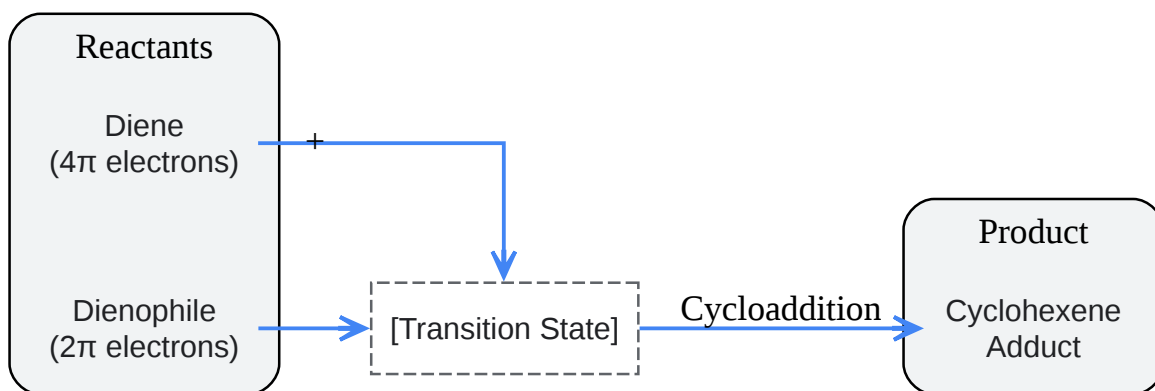 Reactants
Diene
(4π electrons)
+
Dienophile
(2π electrons)
[Transition State]
Cycloaddition
Product
Cyclohexene
Adduct